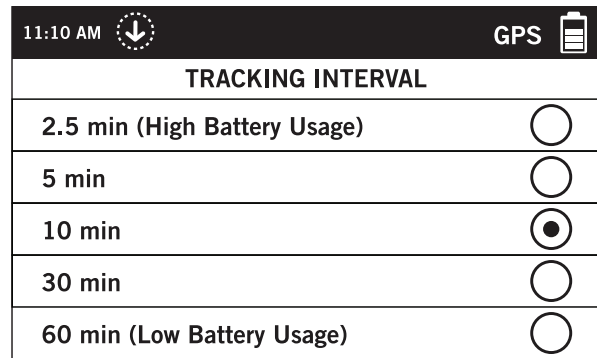 11:10 AM GPS
TRACKING INTERVAL
2.5 min (High Battery Usage)
5 min
10 min
30 min
60 min (Low Battery Usage)